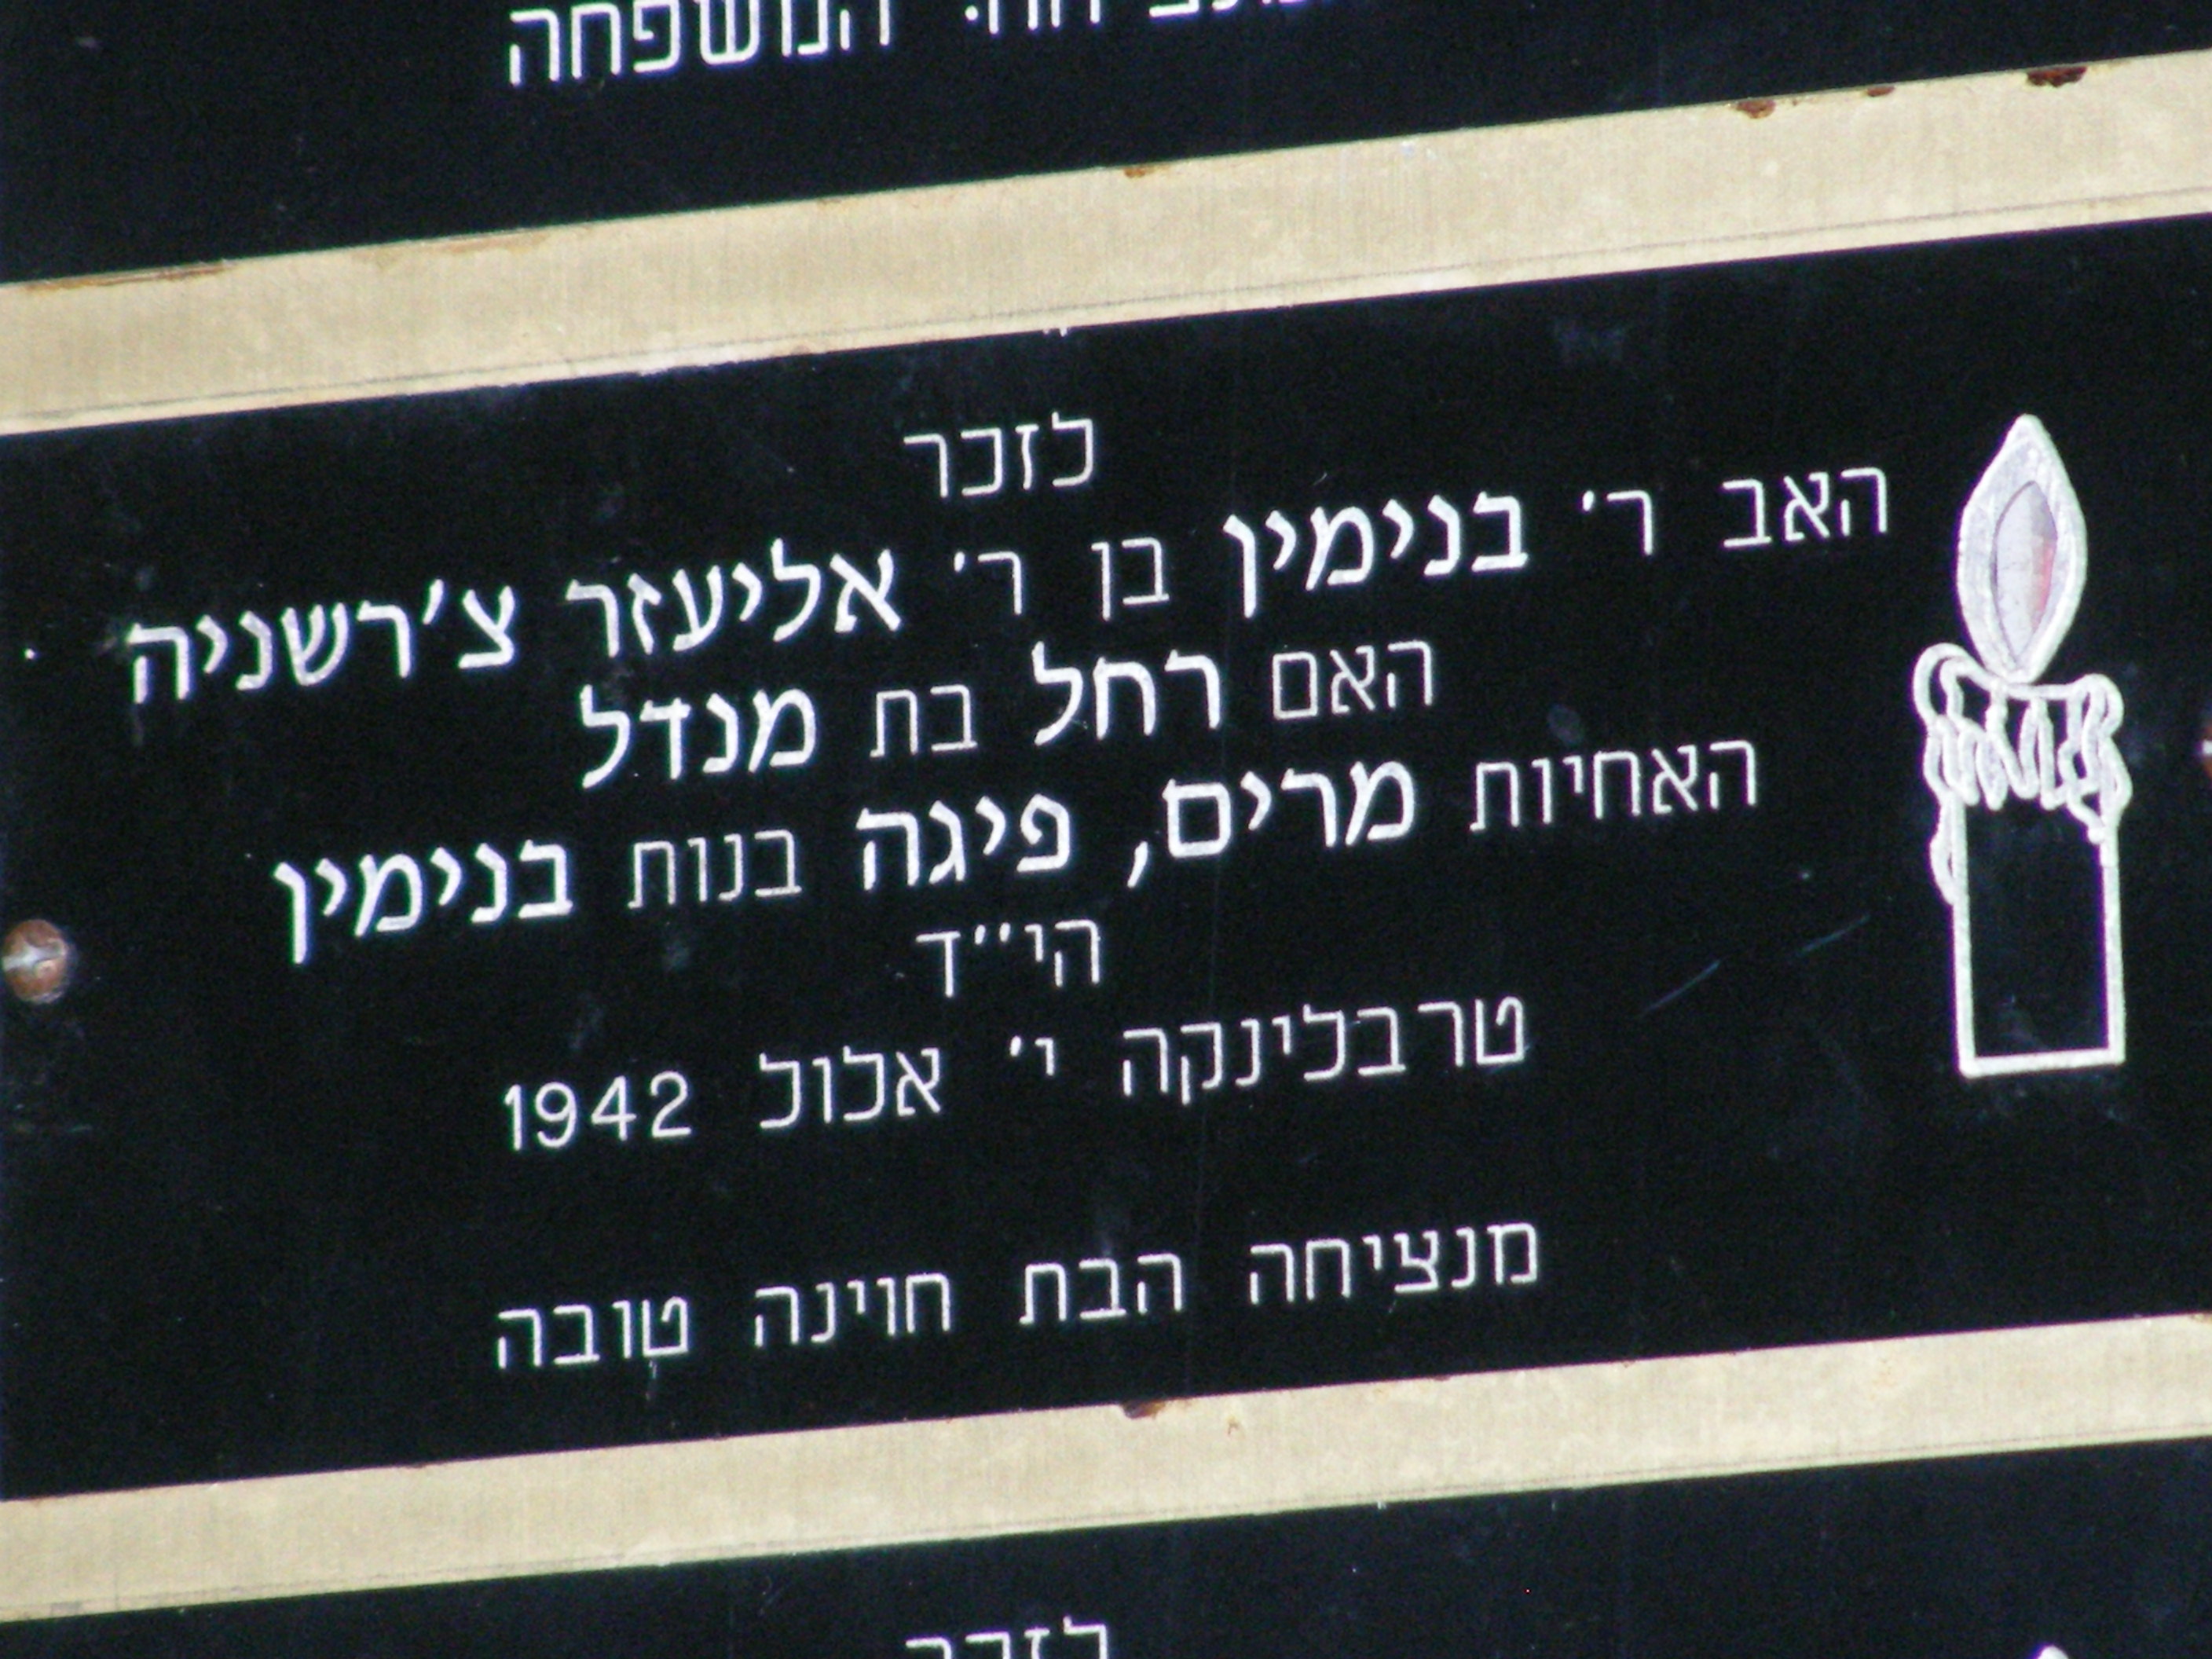 המשפחה
לזכר
האב ר' בנימין בן ר' אליעזר צ'רשניה
האם רחל בת מנדל
האחיות מרים, פיגה בנות בנימין
הי''ד
טרבלינקה י' אלול 1942
מנציחה הבת חוינה טובה
לזכר